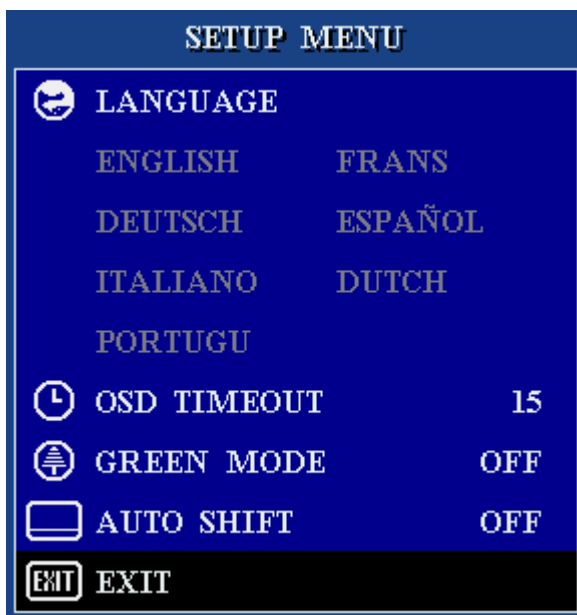 SETUP MENU
LANGUAGE
ENGLISH FRANS
DEUTSCH ESPAÑOL
ITALIANO DUTCH
PORTUGU
OSD TIMEOUT 15
GREEN MODE OFF
AUTO SHIFT OFF
EXIT EXIT